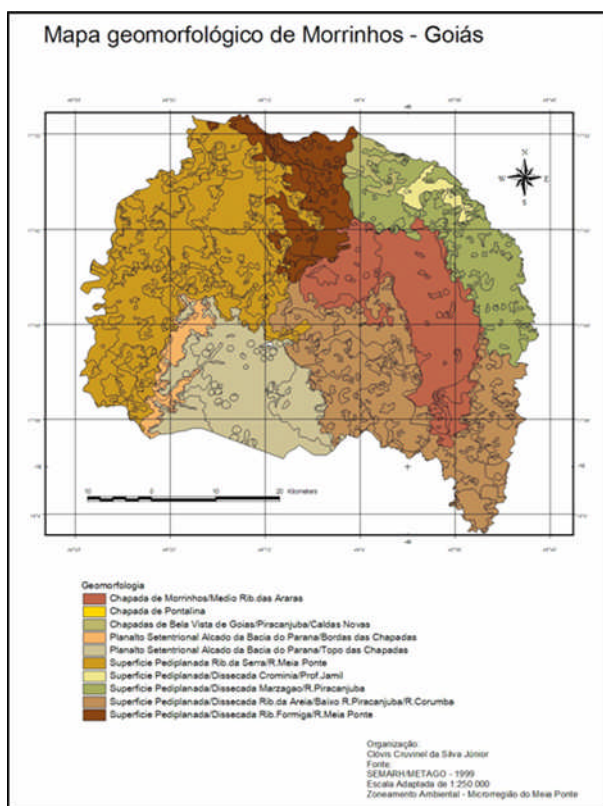 Mapa geomorfológico de Morrinhos - Goiás
N
W E
S
10 0 10 20 Kilometers
Geomorfologia
Chapada de Morrinhos/Medio Rib.das Araras
Chapada de Pontalina
Chapadas de Bela Vista de Goias/Piracanjuba/Caldas Novas
Planalto Setentrional Alcado da Bacia do Parana/Bordas das Chapadas
Planalto Setentrional Alcado da Bacia do Parana/Topo das Chapadas
Superficie Pediplanada Rib.da Serra/R.Meia Ponte
Superficie Pediplanada/Dissecada Crominia/Prof.Jamil
Superficie Pediplanada/Dissecada Marzagao/R.Piracanjuba
Superficie Pediplanada/Dissecada Rib.da Areia/Baixo R.Piracanjuba/R.Corumba
Superficie Pediplanada/Dissecada Rib.Formiga/R.Meia Ponte
Organização:
Clóvis Cruvinel da Silva Júnior
Fonte:
SEMARH/METAGO - 1999
Escala Adaptada de 1:250.000
Zoneamento Ambiental - Microrregião do Meia Ponte